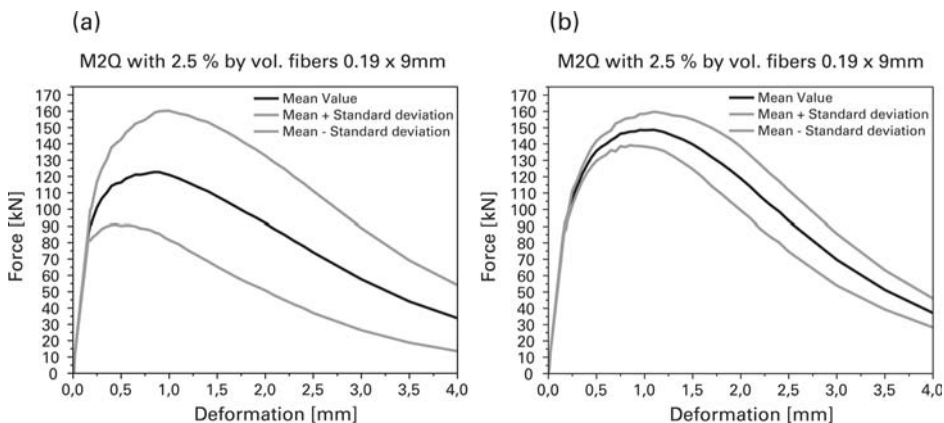 (a)
M2Q with 2.5 % by vol. fibers 0.19 x 9mm
170
160
150
140
130
120
110
100
90
80
70
60
50
40
30
20
10
0
Force [kN]
Mean Value
Mean + Standard deviation
Mean - Standard deviation
0,0 0,5 1,0 1,5 2,0 2,5 3,0 3,5 4,0
Deformation [mm]
(b)
M2Q with 2.5 % by vol. fibers 0.19 x 9mm
170
160
150
140
130
120
110
100
90
80
70
60
50
40
30
20
10
0
Force [kN]
Mean Value
Mean + Standard deviation
Mean - Standard deviation
0,0 0,5 1,0 1,5 2,0 2,5 3,0 3,5 4,0
Deformation [mm]